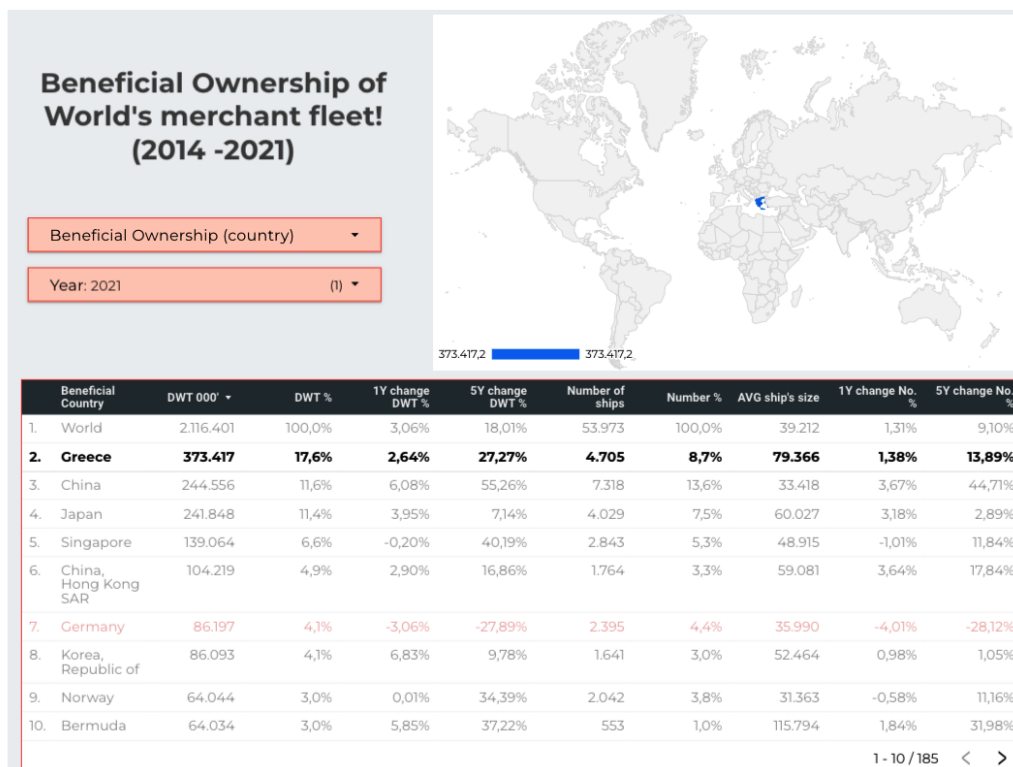 Beneficial Ownership of
World's merchant fleet!
(2014 -2021)
Beneficial Ownership (country)
Year: 2021 (1)
373.417,2 373.417,2
Beneficial Country DWT 000' DWT % 1Y change DWT % 5Y change DWT % Number of ships Number % AVG ship's size 1Y change No. % 5Y change No. %
1. World 2.116.401 100,0% 3,06% 18,01% 53.973 100,0% 39.212 1,31% 9,10%
2. Greece 373.417 17,6% 2,64% 27,27% 4.705 8,7% 79.366 1,38% 13,89%
3. China 244.556 11,6% 6,08% 55,26% 7.318 13,6% 33.418 3,67% 44,71%
4. Japan 241.848 11,4% 3,95% 7,14% 4.029 7,5% 60.027 3,18% 2,89%
5. Singapore 139.064 6,6% -0,20% 40,19% 2.843 5,3% 48.915 -1,01% 11,84%
6. China, Hong Kong SAR 104.219 4,9% 2,90% 16,86% 1.764 3,3% 59.081 3,64% 17,84%
7. Germany 86.197 4,1% -3,06% -27,89% 2.395 4,4% 35.990 -4,01% -28,12%
8. Korea, Republic of 86.093 4,1% 6,83% 9,78% 1.641 3,0% 52.464 0,98% 1,05%
9. Norway 64.044 3,0% 0,01% 34,39% 2.042 3,8% 31.363 -0,58% 11,16%
10. Bermuda 64.034 3,0% 5,85% 37,22% 553 1,0% 115.794 1,84% 31,98%
1 - 10 / 185